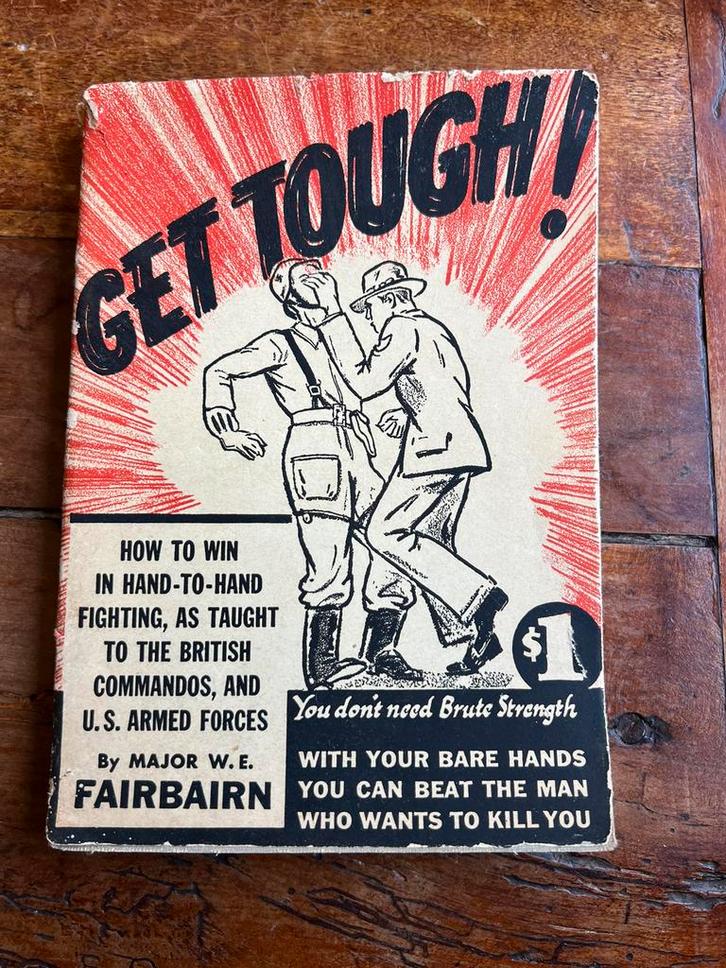 GET TOUGH!
HOW TO WIN
IN HAND-TO-HAND
FIGHTING, AS TAUGHT
TO THE BRITISH
COMMANDOS, AND
U.S. ARMED FORCES
By MAJOR W. E.
FAIRBAIRN
$1
You don't need Brute Strength
WITH YOUR BARE HANDS
YOU CAN BEAT THE MAN
WHO WANTS TO KILL YOU